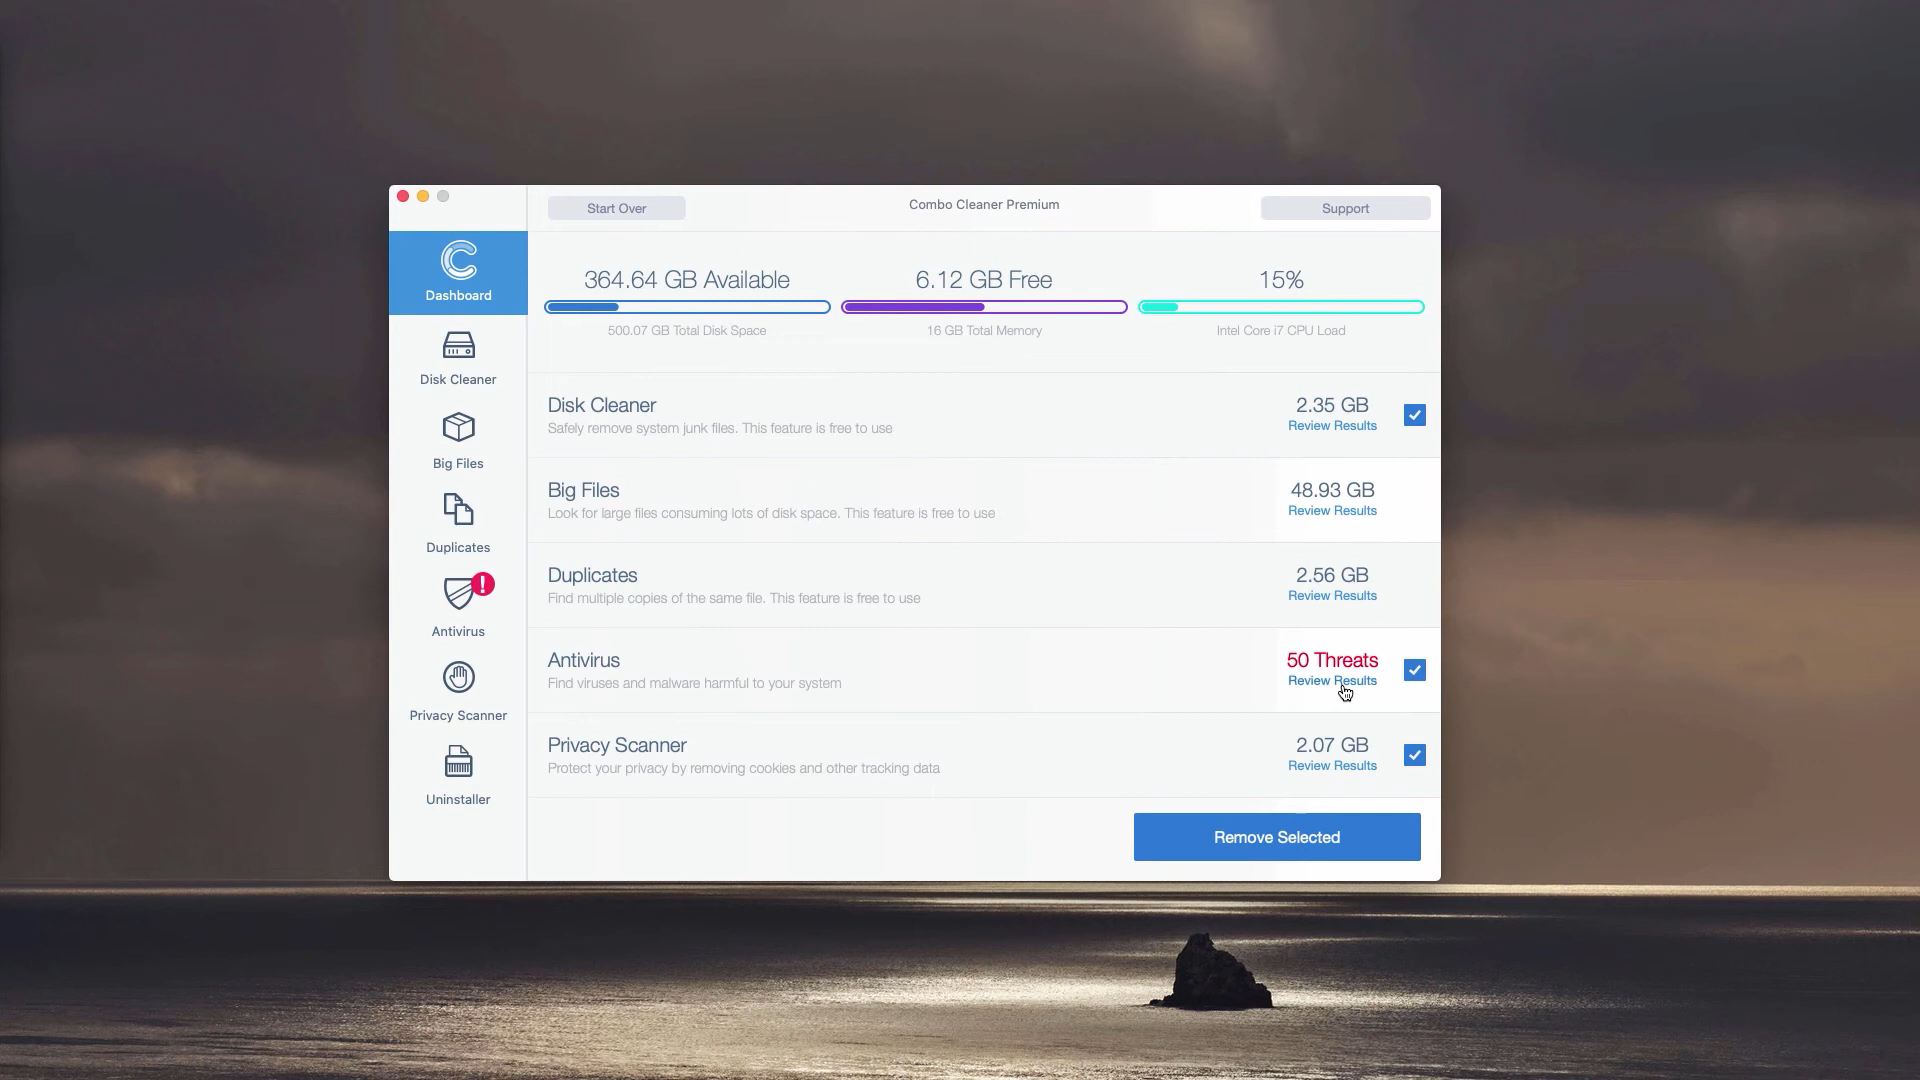 Start Over
Combo Cleaner Premium
Support
Dashboard
Disk Cleaner
Big Files
Duplicates
Antivirus
Privacy Scanner
Uninstaller
364.64 GB Available
500.07 GB Total Disk Space
6.12 GB Free
16 GB Total Memory
15%
Intel Core i7 CPU Load
Disk Cleaner
Safely remove system junk files. This feature is free to use
2.35 GB
Review Results
Big Files
Look for large files consuming lots of disk space. This feature is free to use
48.93 GB
Review Results
Duplicates
Find multiple copies of the same file. This feature is free to use
2.56 GB
Review Results
Antivirus
Find viruses and malware harmful to your system
50 Threats
Review Results
Privacy Scanner
Protect your privacy by removing cookies and other tracking data
2.07 GB
Review Results
Remove Selected